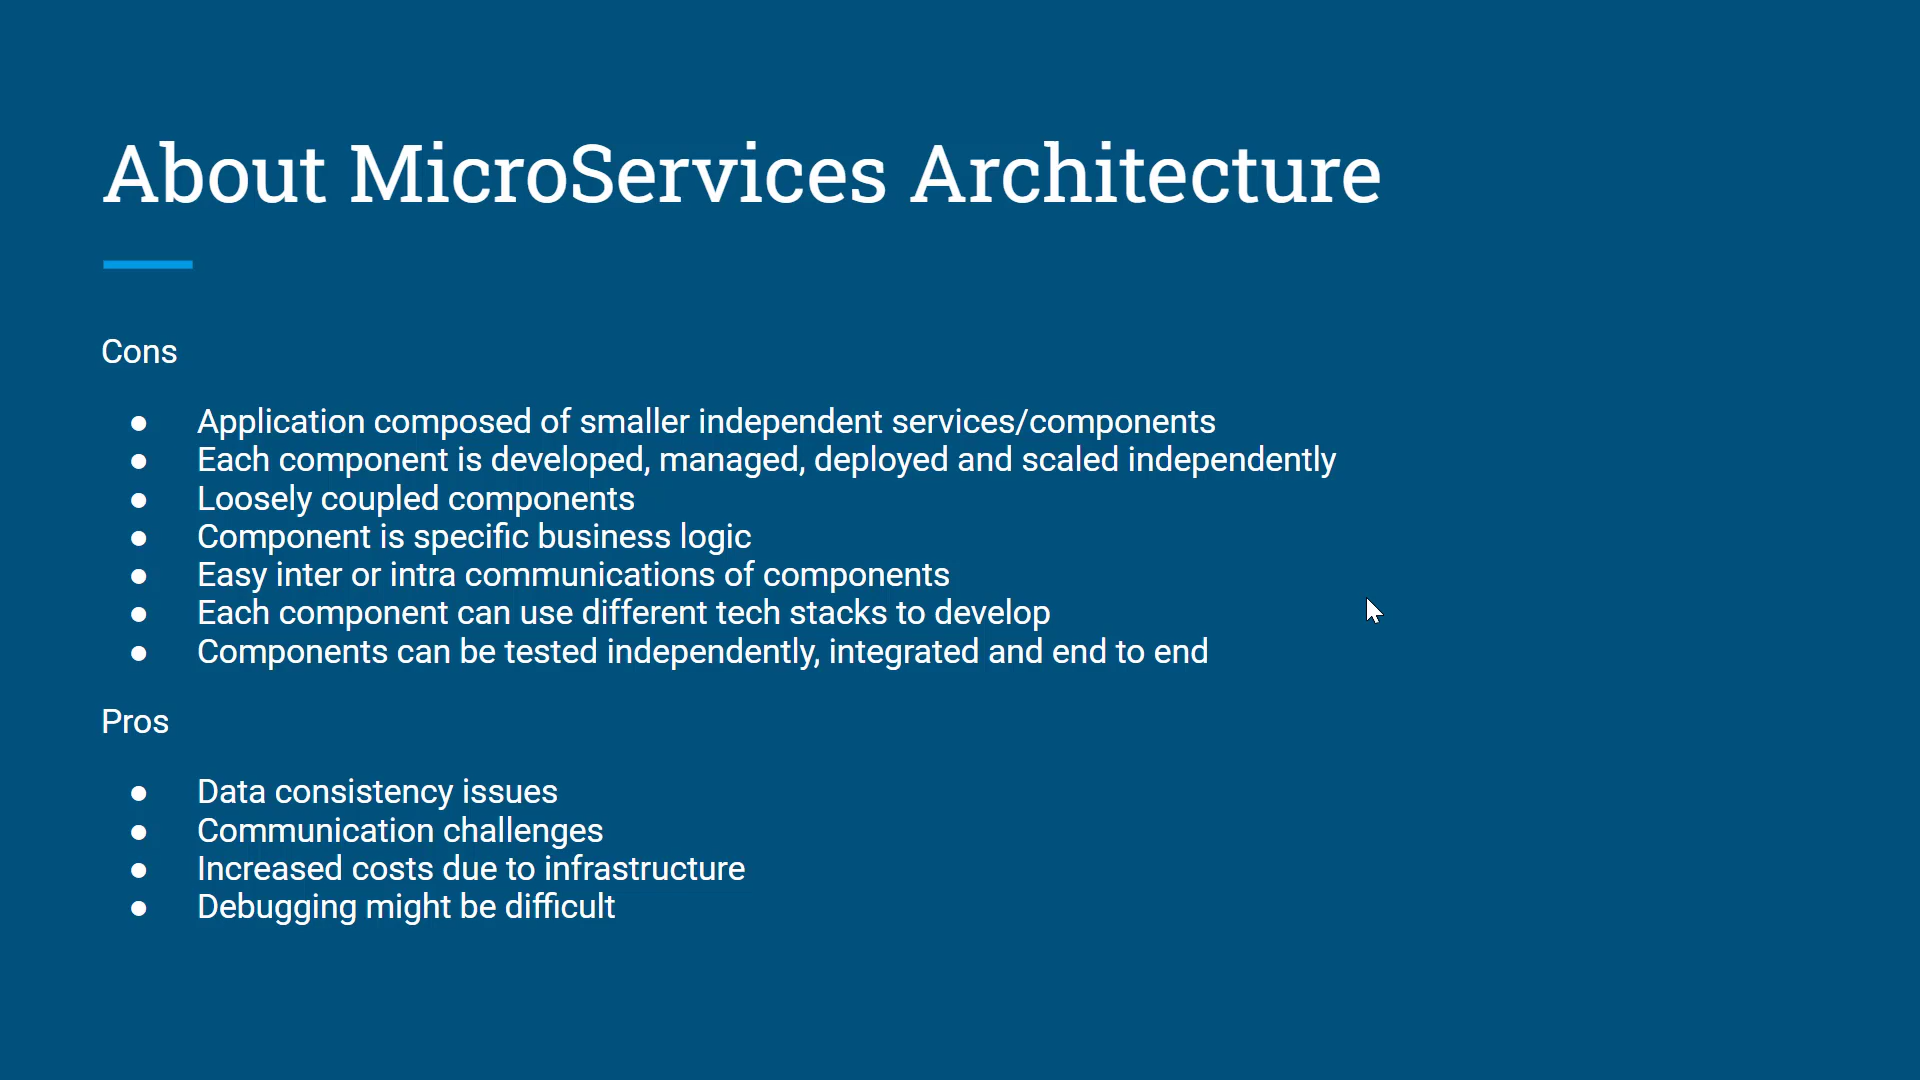 About MicroServices Architecture
Cons
● Application composed of smaller independent services/components
● Each component is developed, managed, deployed and scaled independently
● Loosely coupled components
● Component is specific business logic
● Easy inter or intra communications of components
● Each component can use different tech stacks to develop
● Components can be tested independently, integrated and end to end
Pros
● Data consistency issues
● Communication challenges
● Increased costs due to infrastructure
● Debugging might be difficult